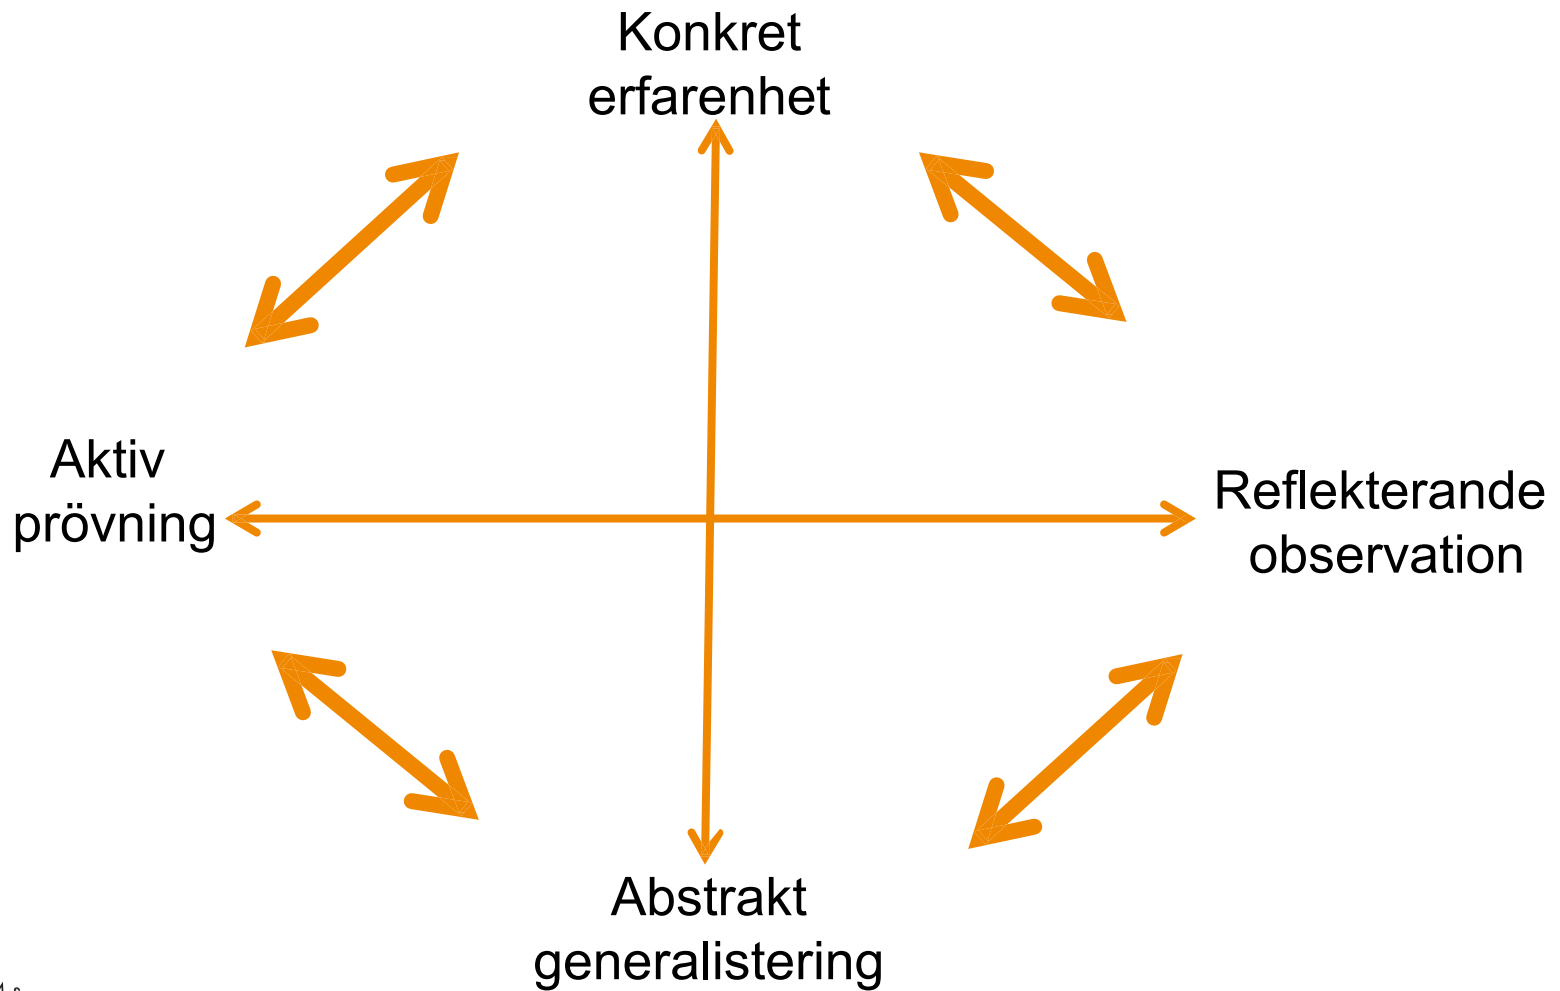 Konkret
erfarenhet
Aktiv
prövning
Reflekterande
observation
Abstrakt
generalistering